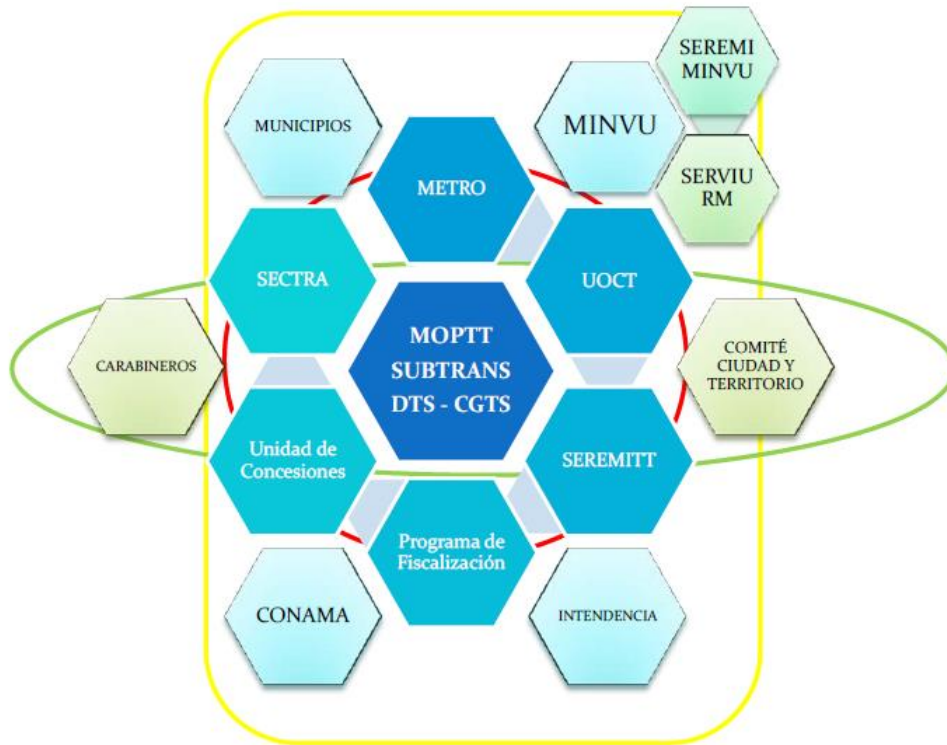 SEREMI
MINVU
MUNICIPIOS
MINVU
METRO
SERVIU
RM
SECTRA
UOCT
MOPTT
SUBTRANS
DTS - CGTS
CARABINEROS
COMITÉ
CIUDAD Y
TERRITORIO
Unidad de
Concesiones
SEREMITT
Programa de
Fiscalización
CONAMA
INTENDENCIA